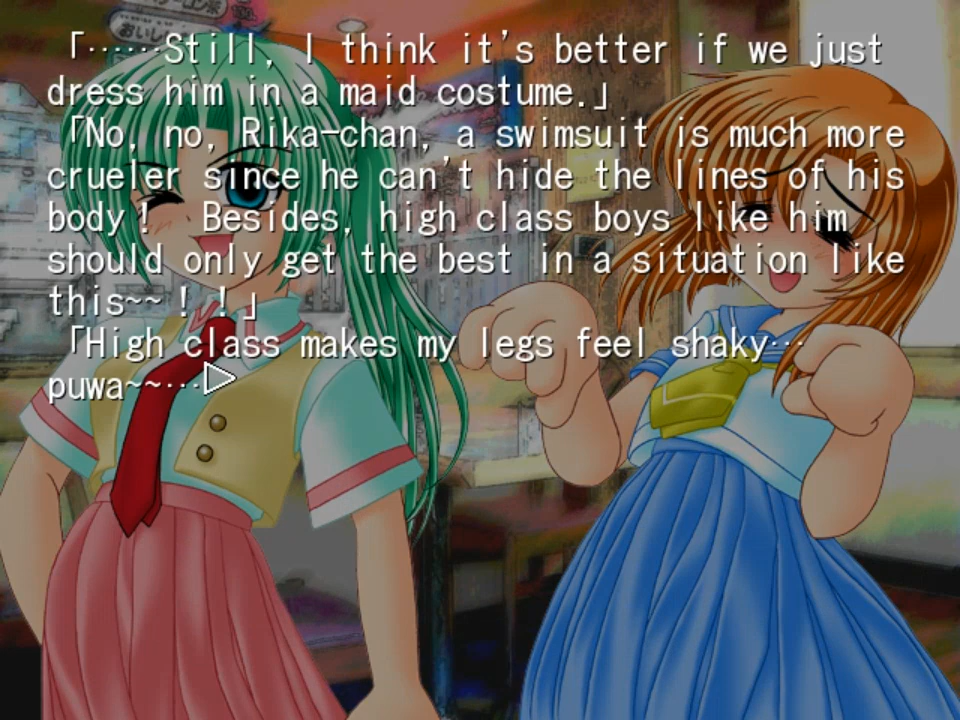 「……Still, I think it's better if we just
dress him in a maid costume.」
「No, no, Rika-chan, a swimsuit is much more
crueler since he can't hide the lines of his
body！ Besides, high class boys like him
should only get the best in a situation like
this~~！！」
「High class makes my legs feel shaky…
puwa~~…